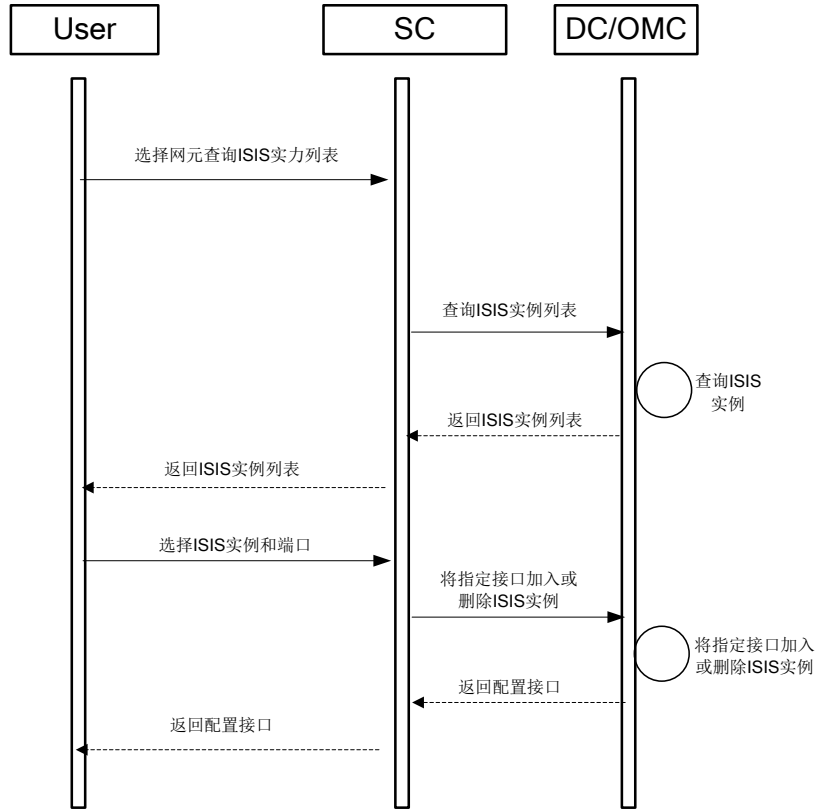 User
SC
DC/OMC
选择网元查询ISIS实力列表
查询ISIS实例列表
查询ISIS
实例
返回ISIS实例列表
返回ISIS实例列表
选择ISIS实例和端口
将指定接口加入或
删除ISIS实例
将指定接口加入
或删除ISIS实例
返回配置接口
返回配置接口